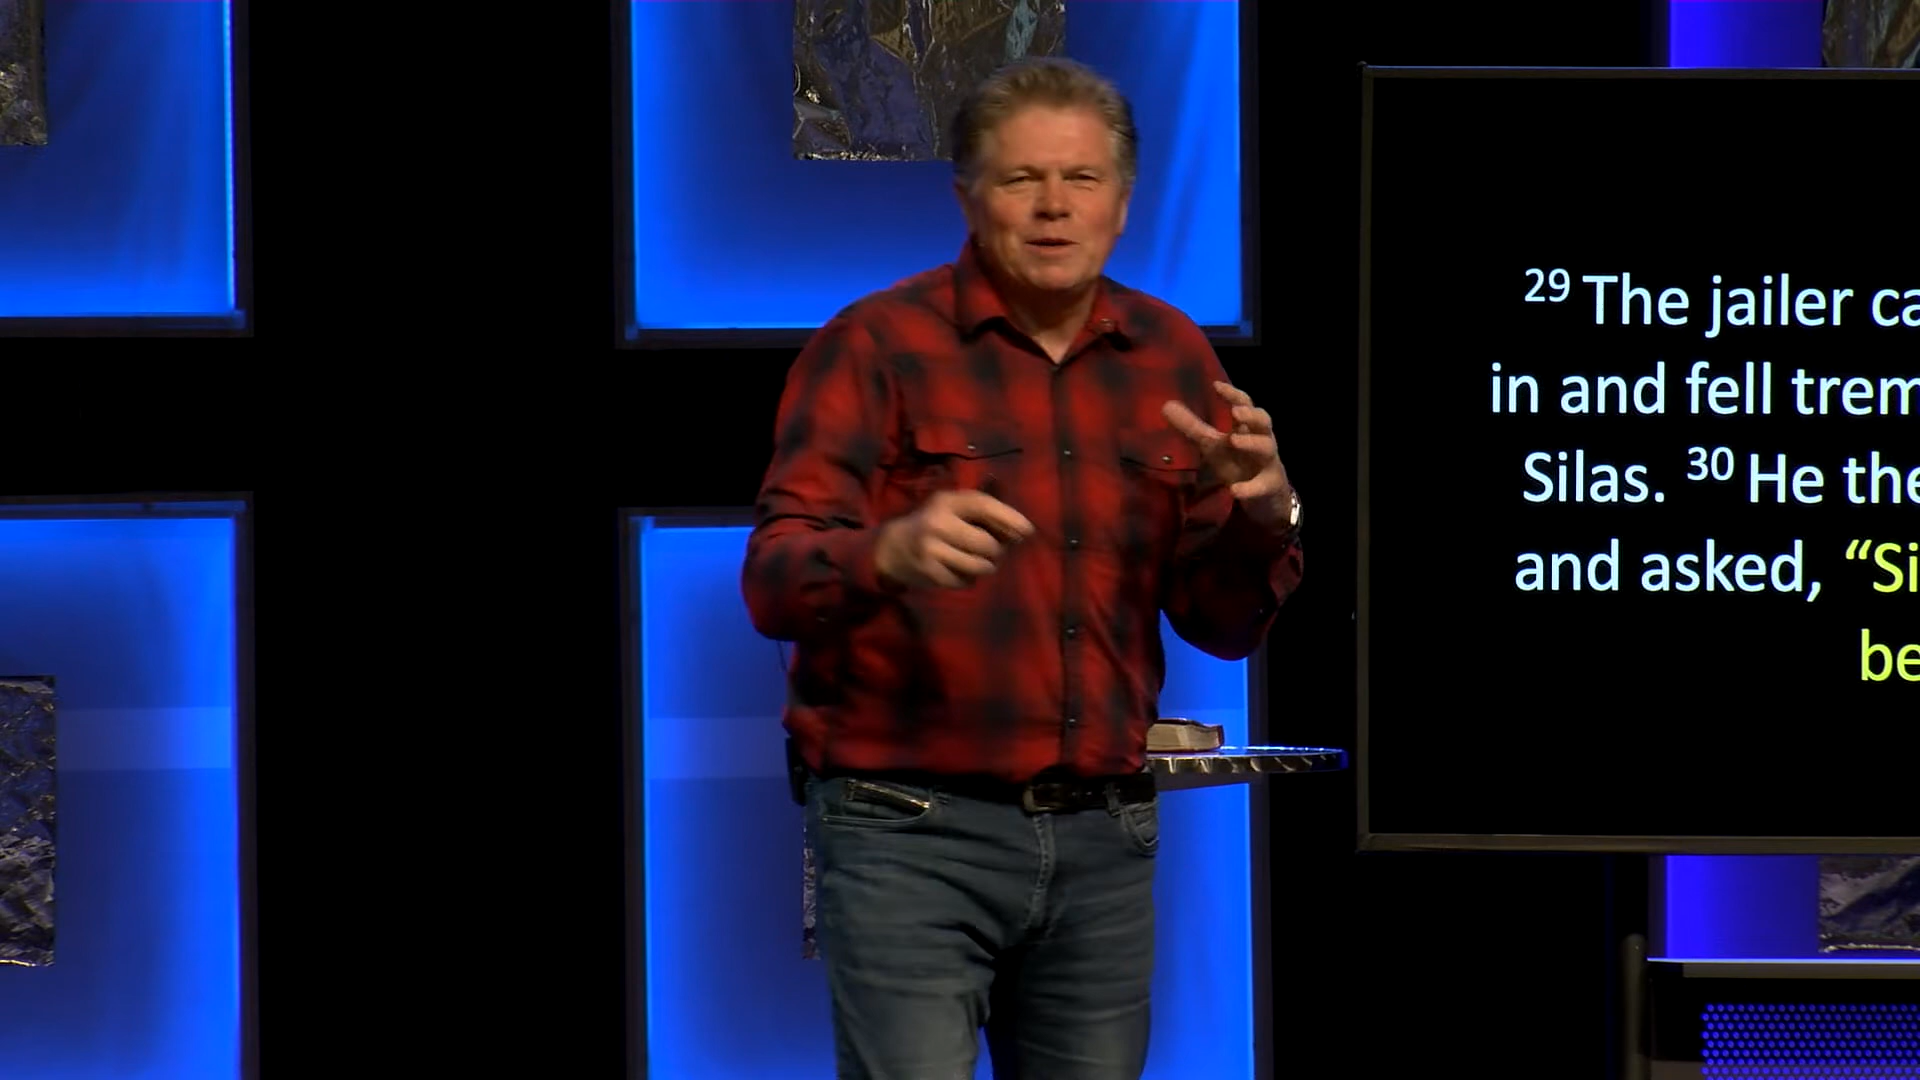 29 The jailer ca
in and fell trem
Silas. 30 He the
and asked, “Si
be